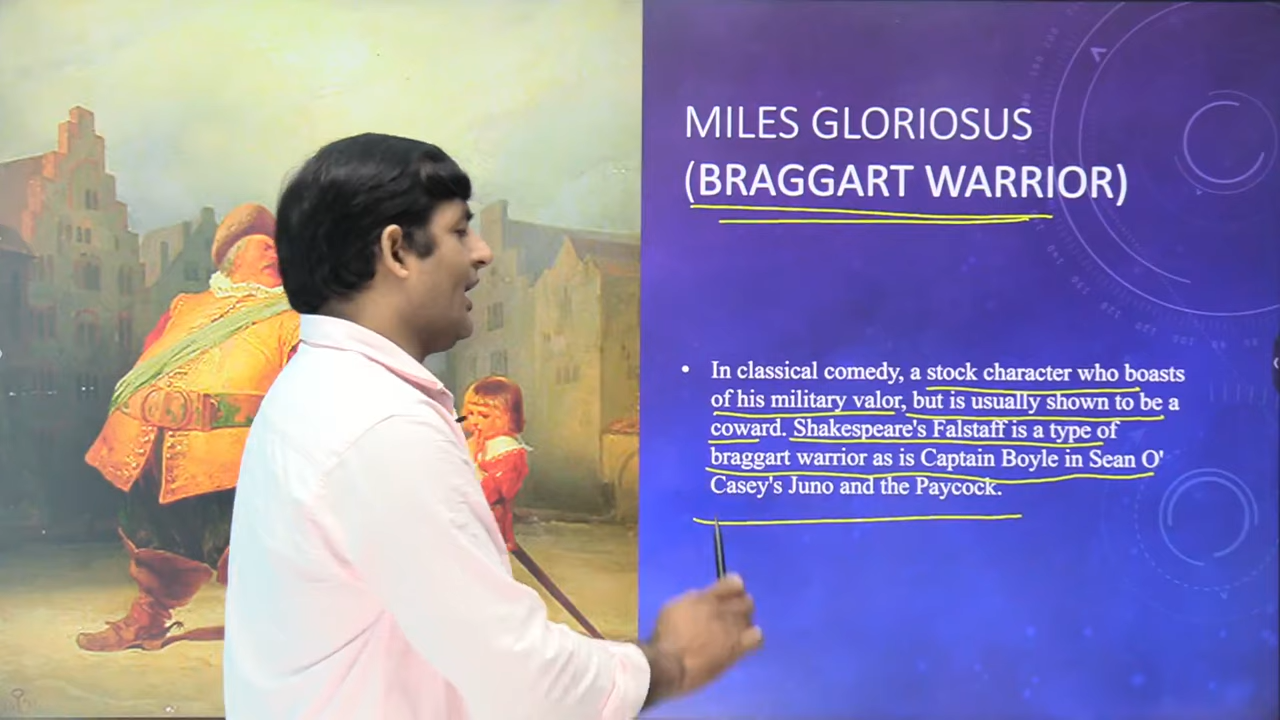 MILES GLORIOSUS
(BRAGGART WARRIOR)
• In classical comedy, a stock character who boasts
of his military valor, but is usually shown to be a
coward. Shakespeare's Falstaff is a type of
braggart warrior as is Captain Boyle in Sean O'
Casey's Juno and the Paycock.